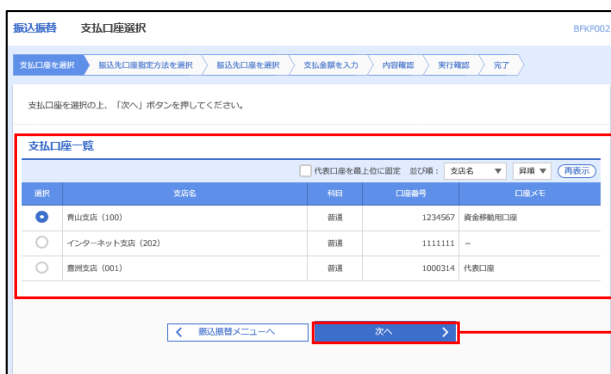 振込振替 支払口座選択 BFKF002
支払口座を選択 振込先口座指定方法を選択 振込先口座を選択 支払金額を入力 内容確認 実行確認 完了
支払口座を選択の上、「次へ」ボタンを押してください。
支払口座一覧
代表口座を最上位に固定 並び順： 支店名 ▼ 昇順 ▼ 再表示
選択 支店名 科目 口座番号 口座メモ
青山支店（100） 普通 1234567 資金移動用口座
インターネット支店（202） 普通 1111111 －
豊洲支店（001） 普通 1000314 代表口座
振込振替メニューへ 次へ